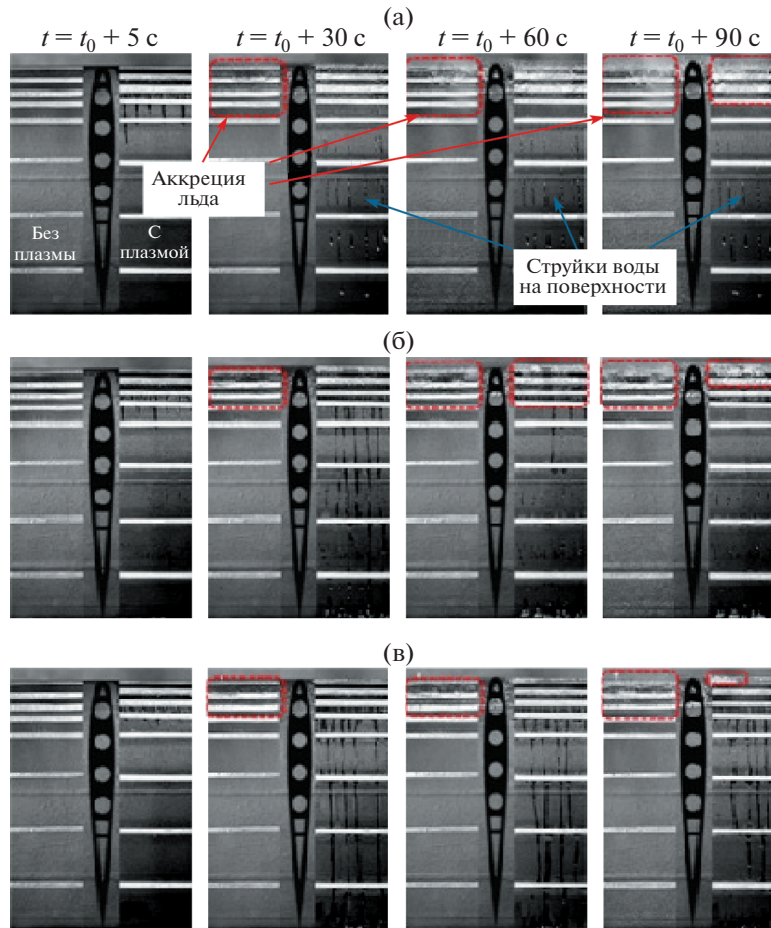 (а)
t = t₀ + 5 с
t = t₀ + 30 с
t = t₀ + 60 с
t = t₀ + 90 с
Аккреция
льда
Без
плазмы
С
плазмой
Струйки воды
на поверхности
(б)
(в)